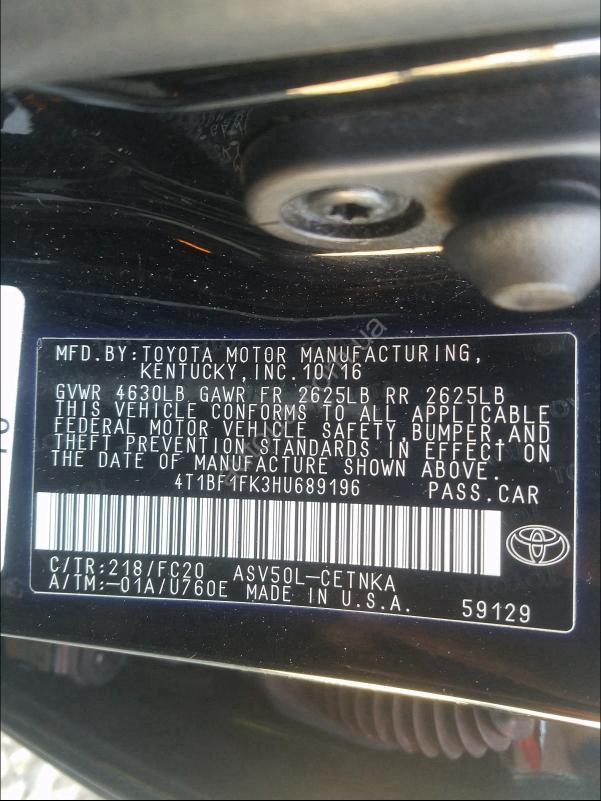 MFD.BY:TOYOTA MOTOR MANUFACTURING,
KENTUCKY,INC.10/16
GVWR 4630LB GAWR FR 2625LB RR 2625LB
THIS VEHICLE CONFORMS TO ALL APPLICABLE
FEDERAL MOTOR VEHICLE SAFETY,BUMPER,AND
THEFT PREVENTION STANDARDS IN EFFECT ON
THE DATE OF MANUFACTURE SHOWN ABOVE.
4T1BF1FK3HU689196 PASS.CAR
C/TR:218/FC20 ASV50L-CETNKA
A/TM:-01A/U760E MADE IN U.S.A. 59129